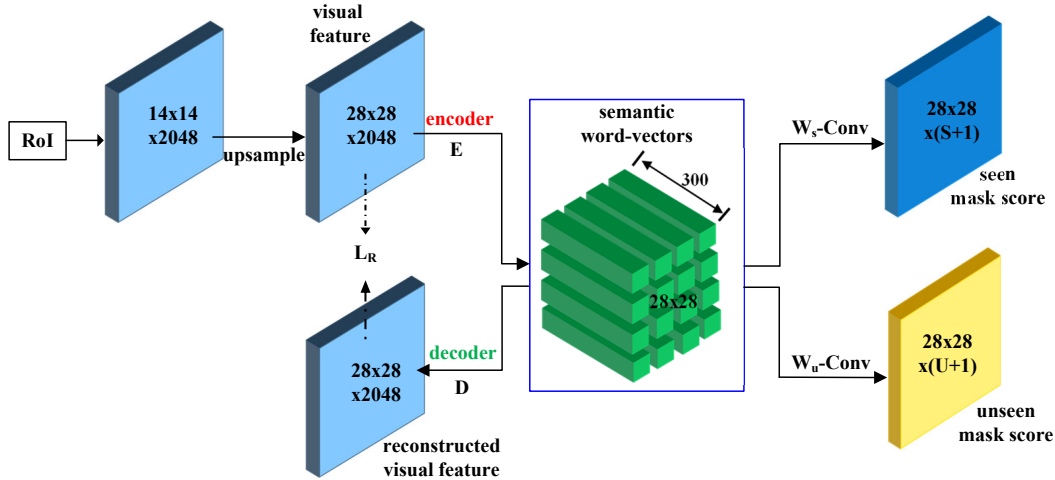 visual
feature
14x14
x2048
28x28
x2048
RoI
upsample
encoder
E
semantic
word-vectors
300
28x28
W_s-Conv
28x28
x(S+1)
seen
mask score
L_R
decoder
D
28x28
x2048
reconstructed
visual feature
W_u-Conv
28x28
x(U+1)
unseen
mask score